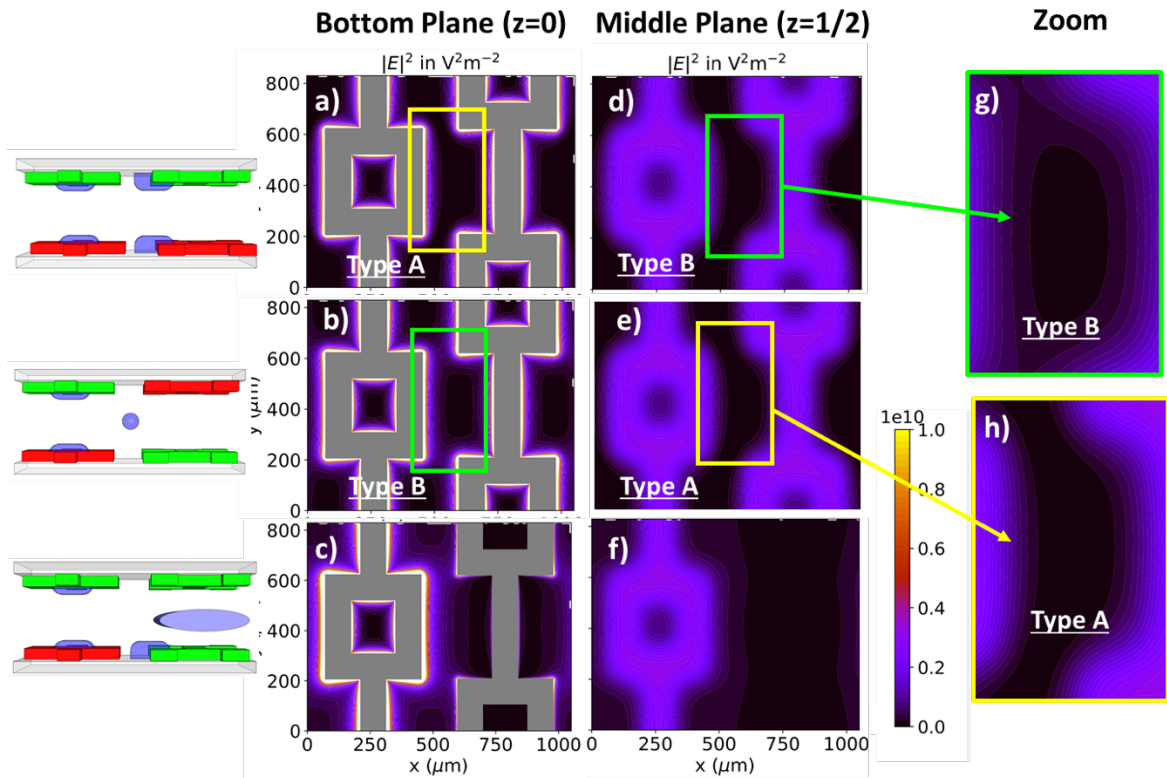 Bottom Plane (z=0)
Middle Plane (z=1/2)
Zoom
|E|² in V²m⁻²
|E|² in V²m⁻²
a)
800
600
400
200
0
Type A
d)
Type B
g)
Type B
b)
800
600
400
200
0
y (μm)
Type B
e)
Type A
1e10
1.0
0.8
0.6
0.4
0.2
0.0
h)
Type A
c)
800
600
400
200
0
0
250
500
750
1000
x (μm)
f)
0
250
500
750
1000
x (μm)